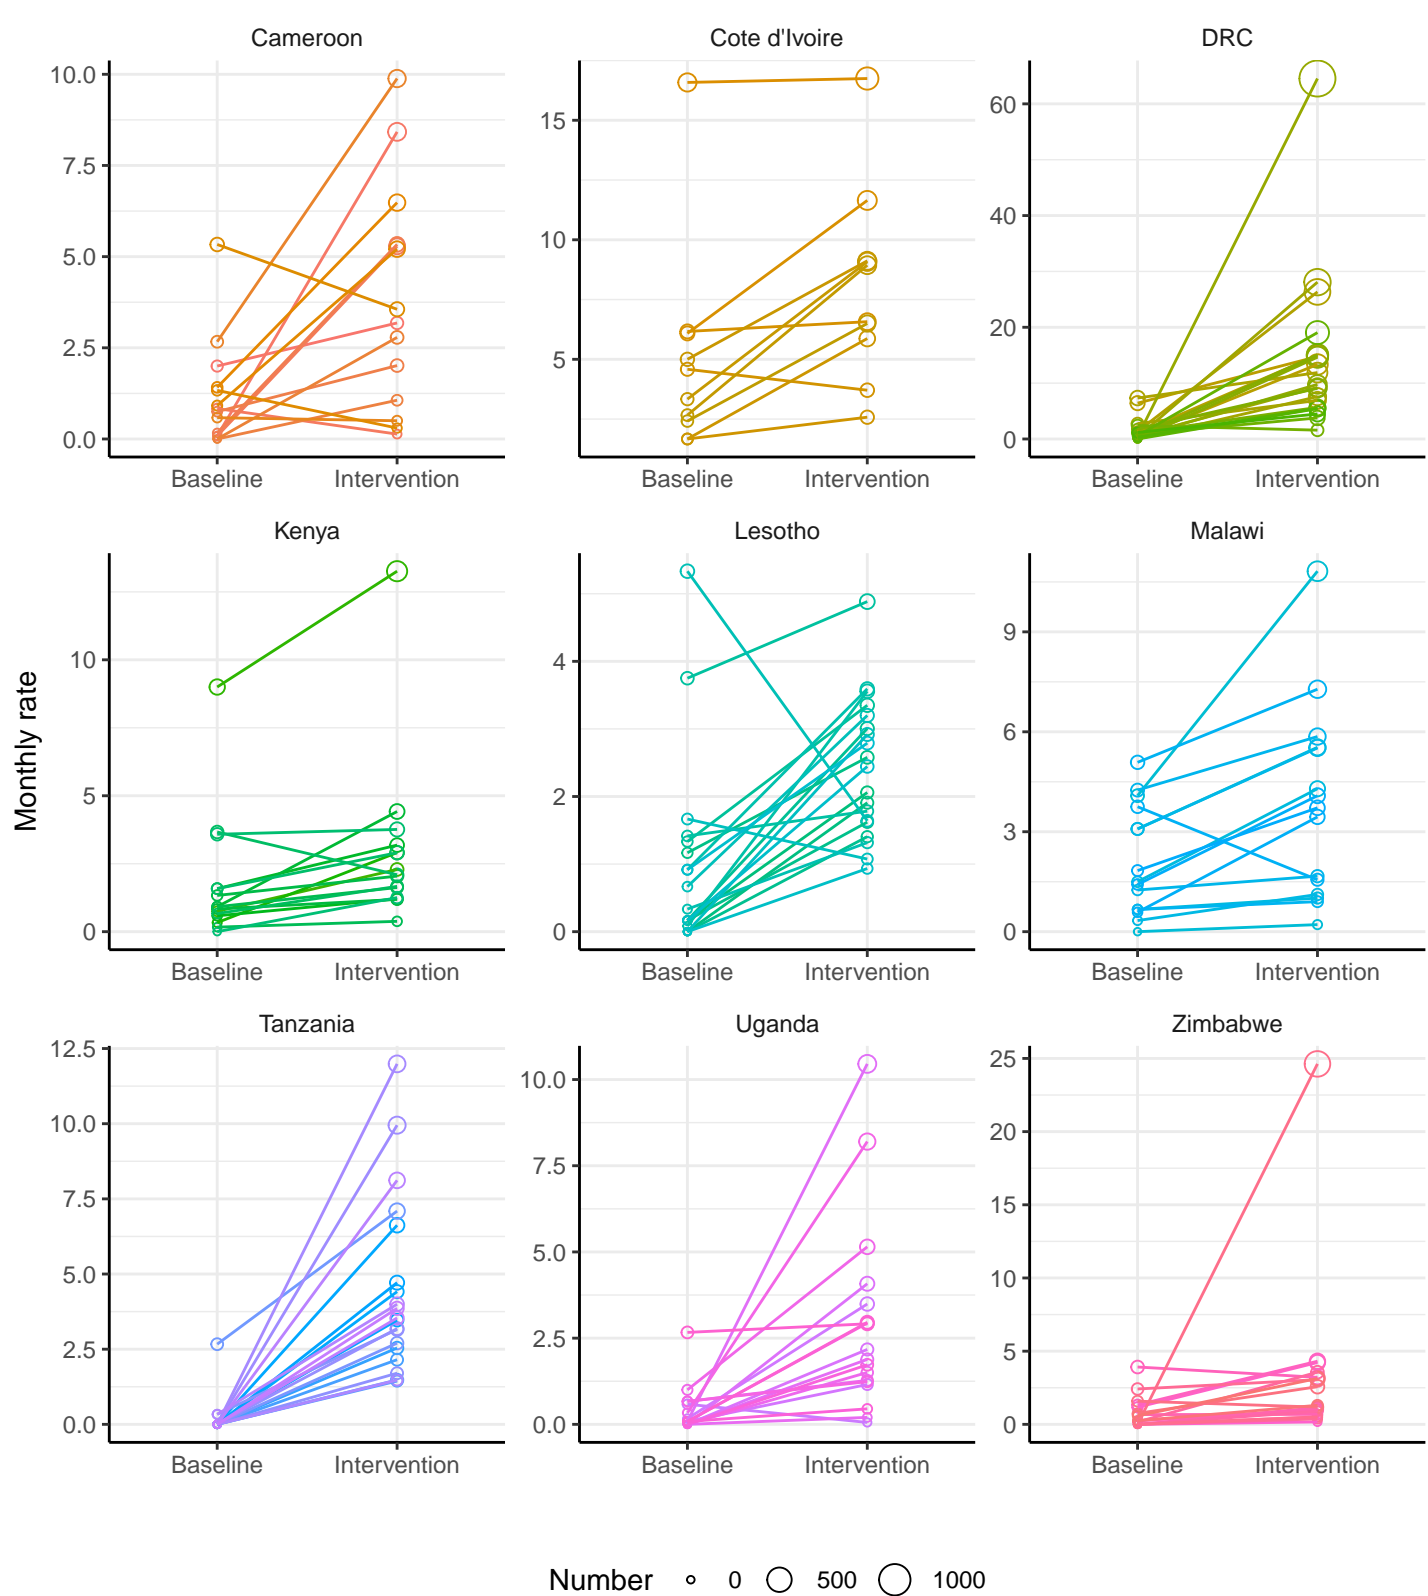 Cameroon
Cote d'Ivoire
DRC
10.0
7.5
5.0
2.5
0.0
15
10
5
60
40
20
0
Baseline
Intervention
Baseline
Intervention
Baseline
Intervention
Kenya
Lesotho
Malawi
Monthly rate
10
5
0
4
2
0
9
6
3
0
Baseline
Intervention
Baseline
Intervention
Baseline
Intervention
Tanzania
Uganda
Zimbabwe
12.5
10.0
7.5
5.0
2.5
0.0
10.0
7.5
5.0
2.5
0.0
25
20
15
10
5
0
Baseline
Intervention
Baseline
Intervention
Baseline
Intervention
Number 0 500 1000